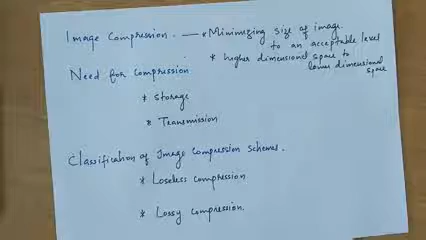 Image Compression. — * Minimizing size of image
to an acceptable level
* higher dimensional space to
lower dimensional
space
Need for compression
* Storage
* Transmission
Classification of Image Compression Schemes.
* Loseless compression
* Lossy compression.